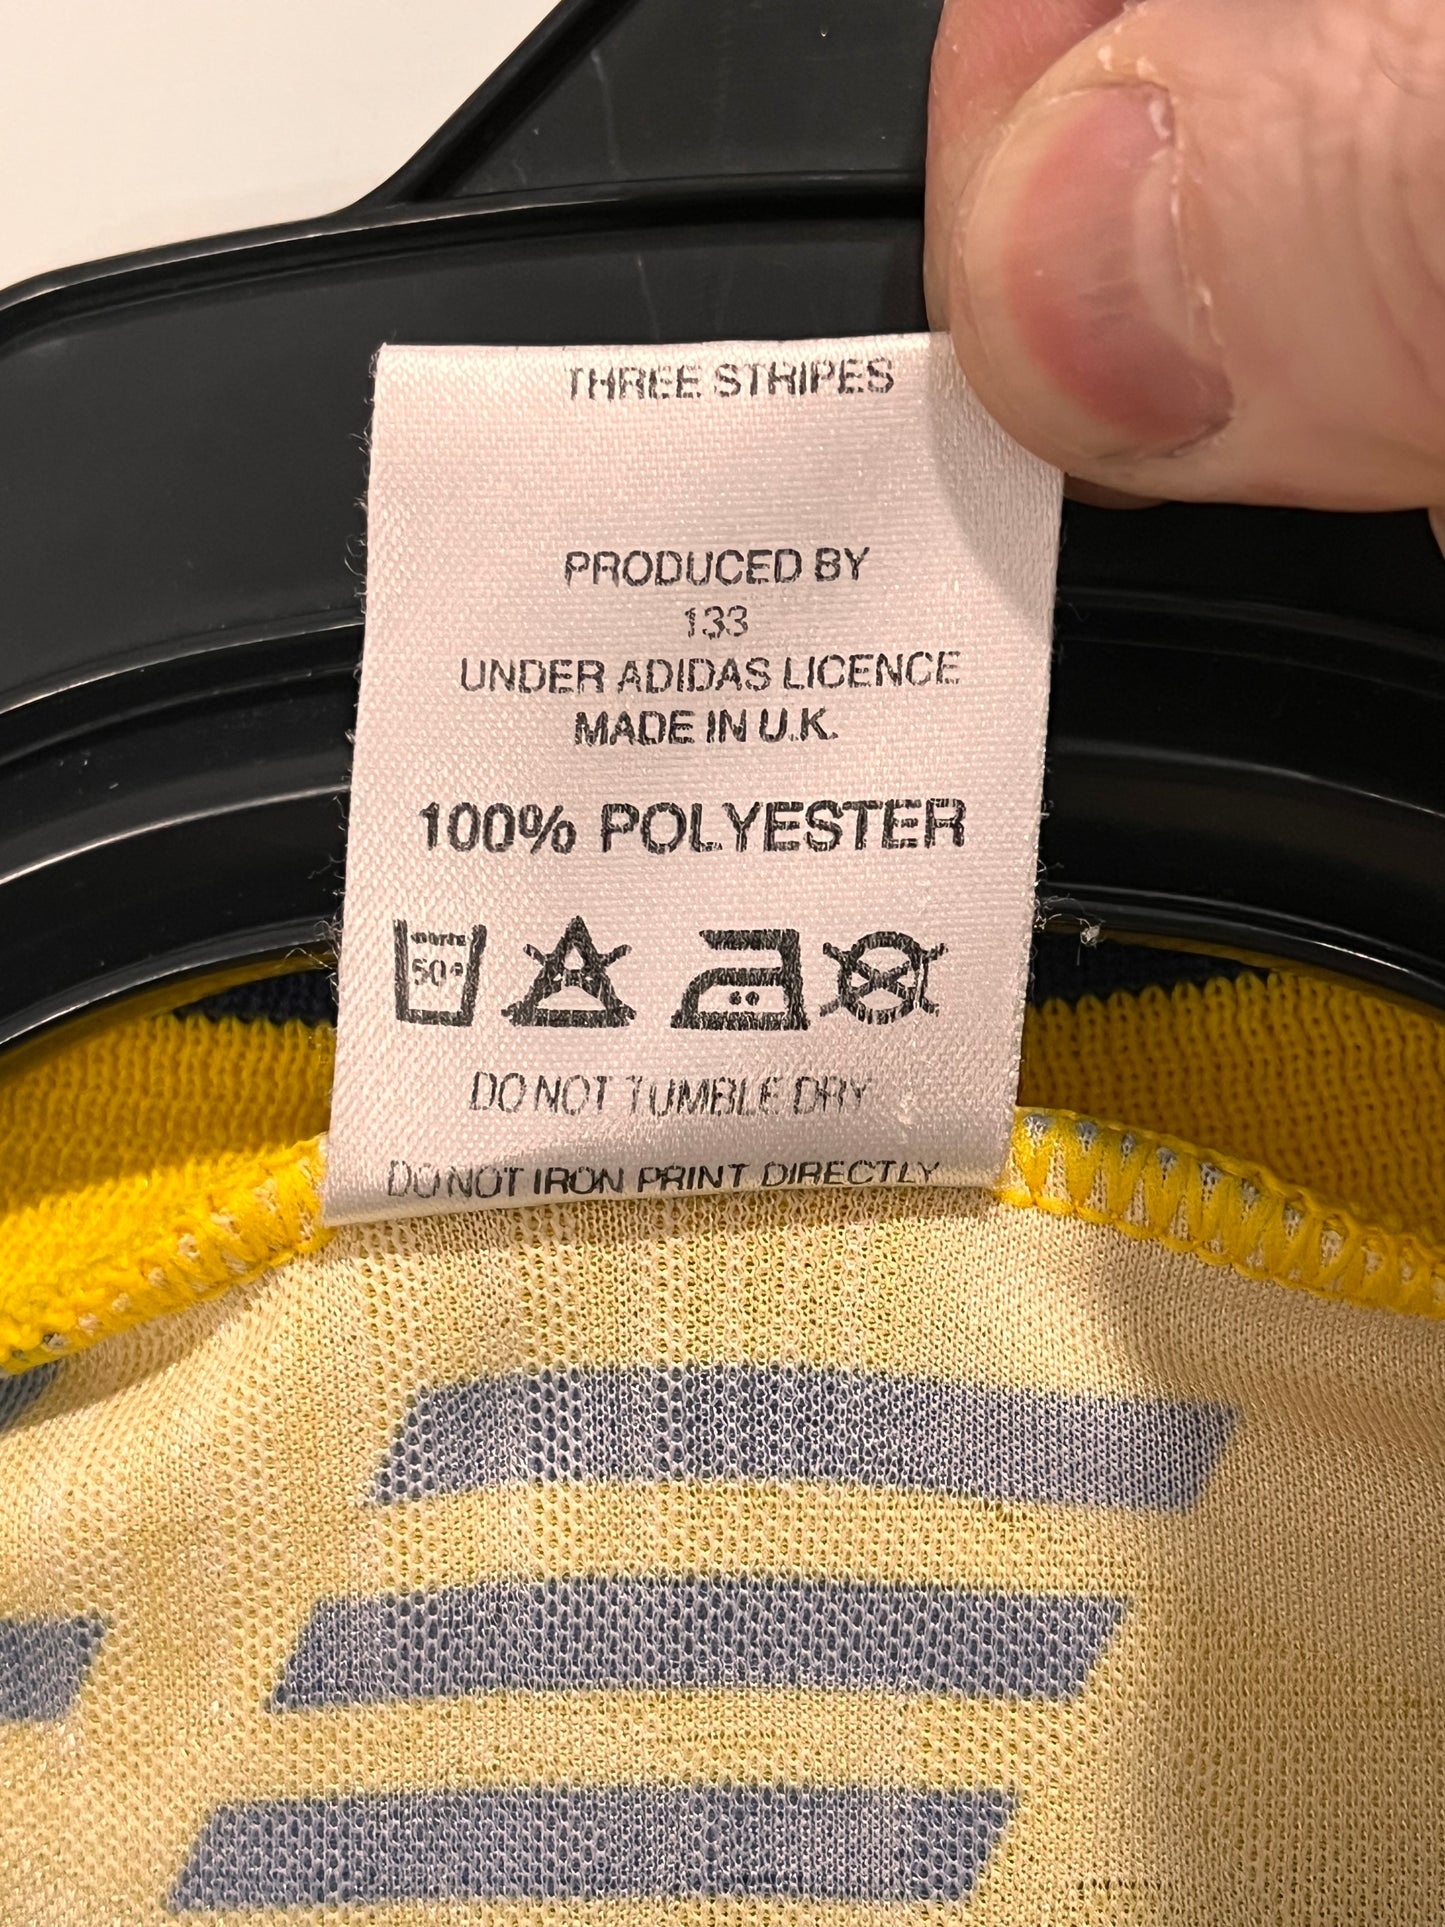 THREE STRIPES
PRODUCED BY
133
UNDER ADIDAS LICENCE
MADE IN U.K.
100% POLYESTER
50°
DO NOT TUMBLE DRY
DO NOT IRON PRINT DIRECTLY